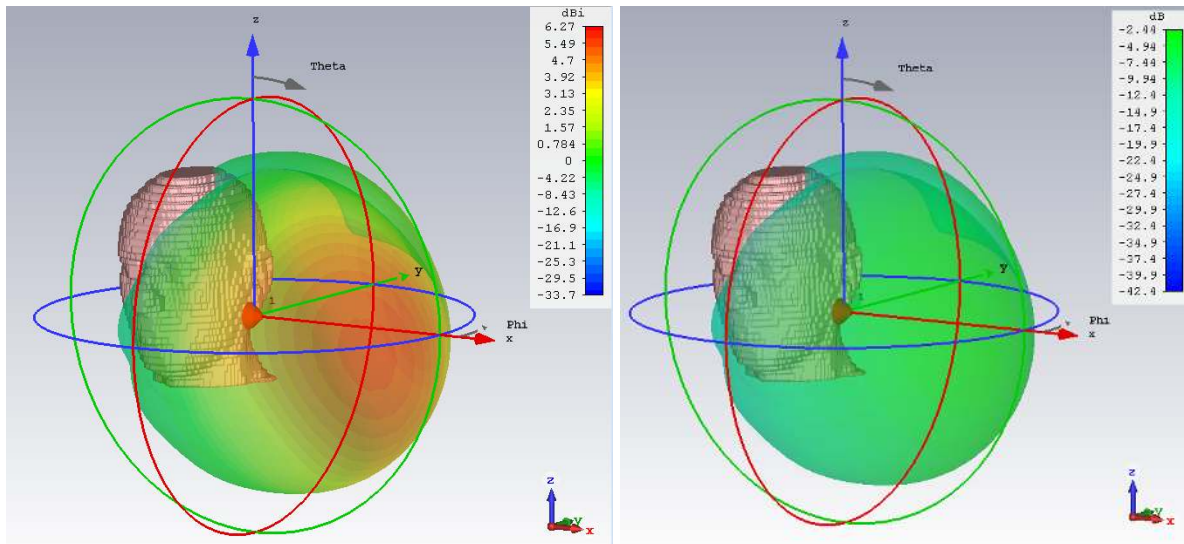 z
Theta
y
1
Phi
x
z
y
x
dBi
6.27
5.49
4.7
3.92
3.13
2.35
1.57
0.784
0
-4.22
-8.43
-12.6
-16.9
-21.1
-25.3
-29.5
-33.7
z
Theta
y
1
Phi
x
z
y
x
dB
-2.44
-4.94
-7.44
-9.94
-12.4
-14.9
-17.4
-19.9
-22.4
-24.9
-27.4
-29.9
-32.4
-34.9
-37.4
-39.9
-42.4